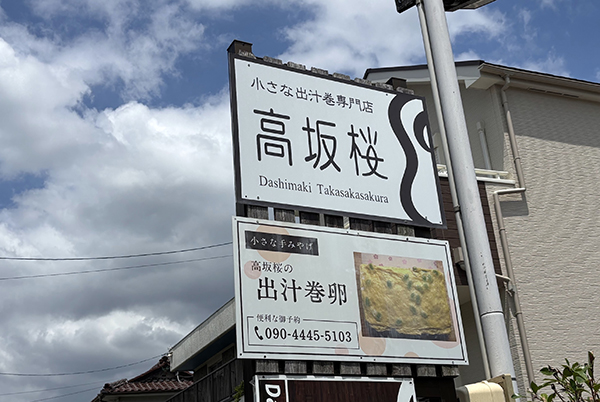 小さな出汁巻専門店
高坂桜
Dashimaki Takasakasakura
小さな手みやげ
高坂桜の
出汁巻卵
便利な御予約
090-4445-5103
Da